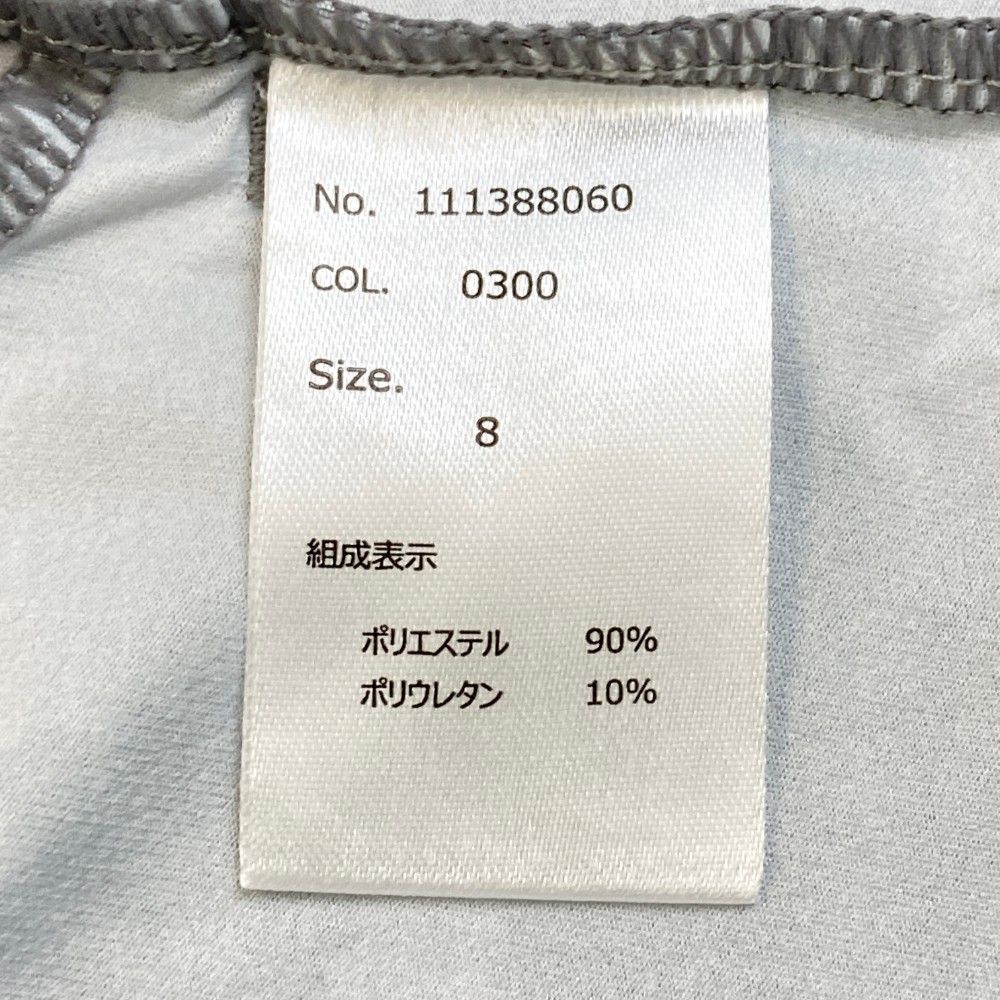 No. 111388060
COL. 0300
Size.
8
組成表示
ポリエステル 90%
ポリウレタン 10%